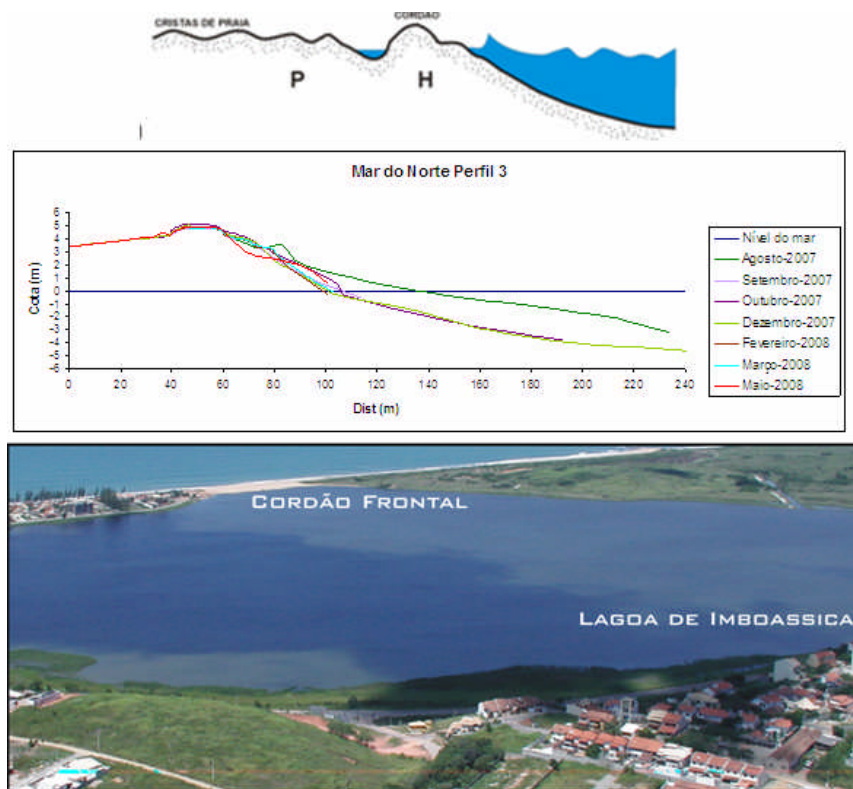 CORDÃO
CRISTAS DE PRAIA
P H
Mar do Norte Perfil 3
Cota (m)
6
5
4
3
2
1
0
-1
-2
-3
-4
-5
-6
0 20 40 60 80 100 120 140 160 180 200 220 240
Dist (m)
Nível do mar
Agosto-2007
Setembro-2007
Outubro-2007
Dezembro-2007
Fevereiro-2008
Março-2008
Maio-2008
CORDÃO FRONTAL
LAGOA DE IMBOASSICA